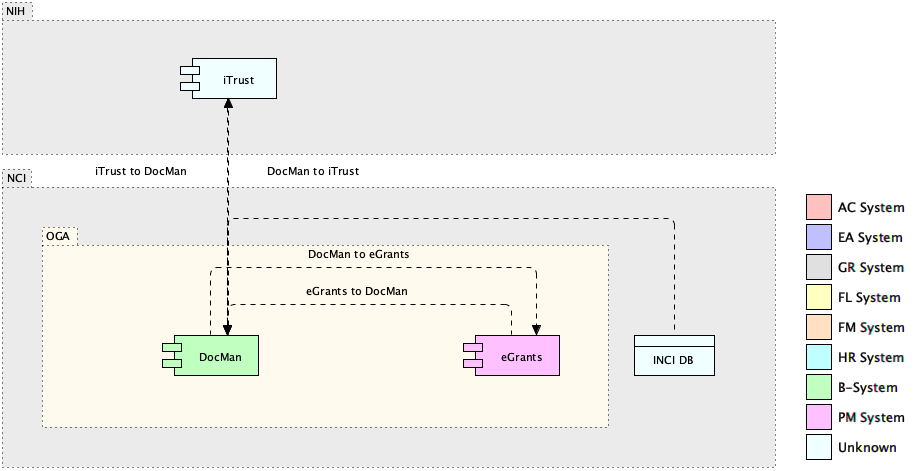 NIH
iTrust
iTrust to DocMan
DocMan to iTrust
NCI
OGA
DocMan to eGrants
eGrants to DocMan
DocMan
eGrants
INCI DB
AC System
EA System
GR System
FL System
FM System
HR System
B-System
PM System
Unknown